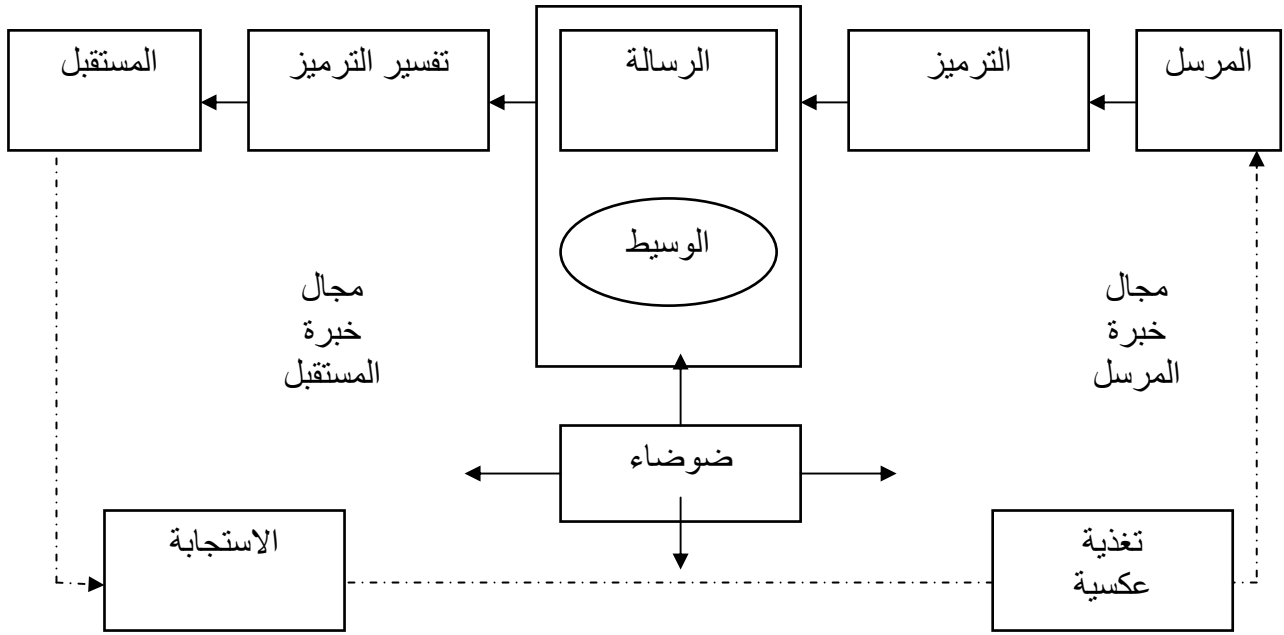 المرسل
الترميز
الرسالة
تفسير الترميز
المستقبل
الوسيط
مجال
خبرة
المرسل
مجال
خبرة
المستقبل
ضوضاء
تغذية
عكسية
الاستجابة